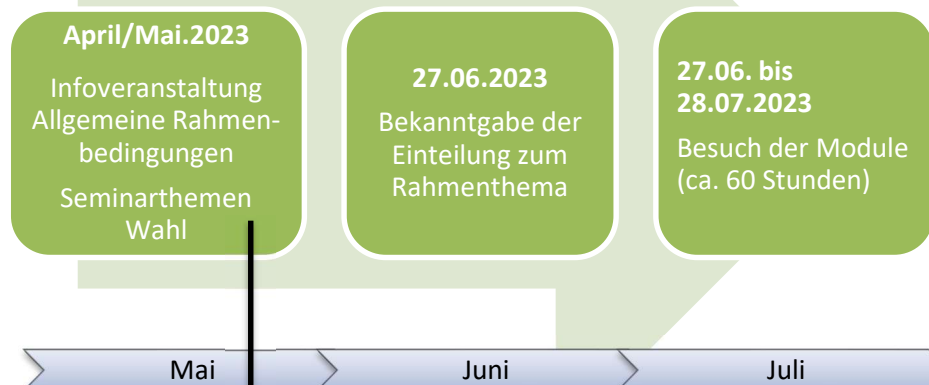 April/Mai.2023
Infoveranstaltung
Allgemeine Rahmen-
bedingungen
Seminarthemen
Wahl
27.06.2023
Bekanntgabe der
Einteilung zum
Rahmenthema
27.06. bis
28.07.2023
Besuch der Module
(ca. 60 Stunden)
Mai
Juni
Juli